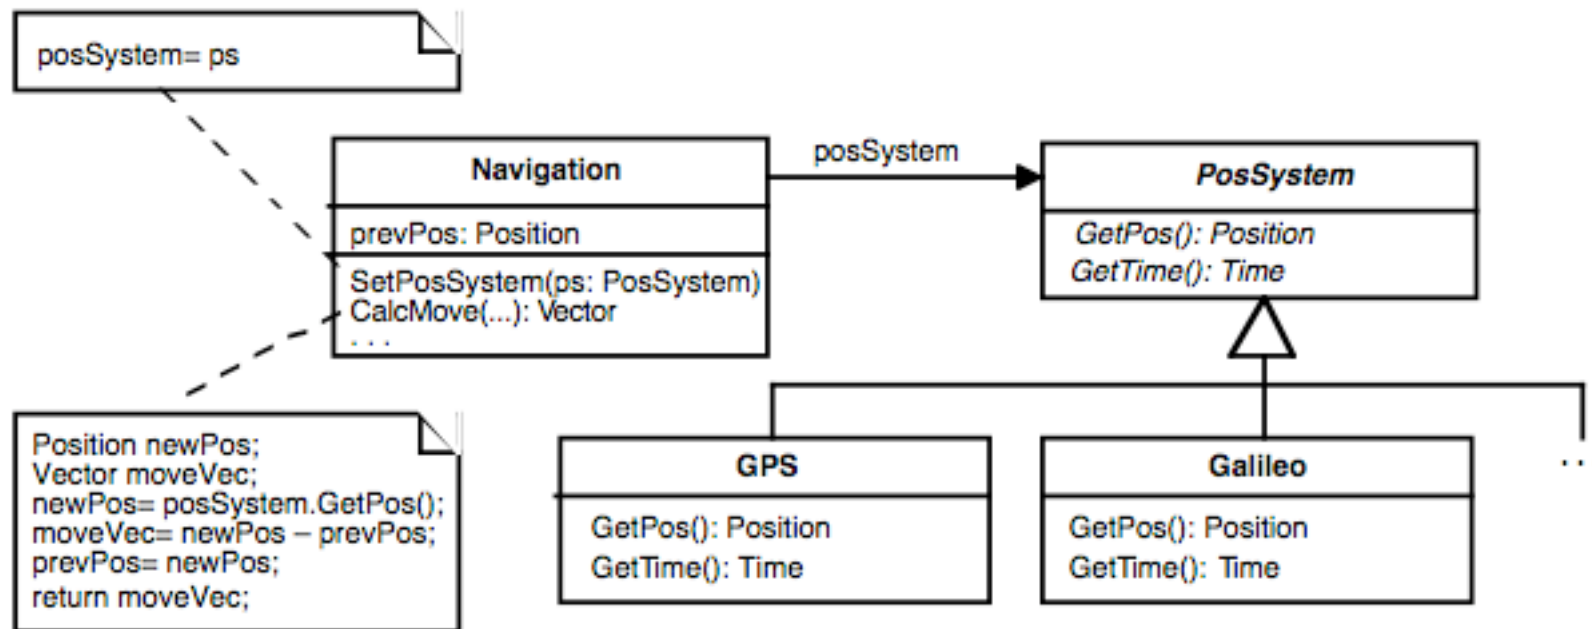 posSystem= ps
Navigation
prevPos: Position
SetPosSystem(ps: PosSystem)
CalcMove(...): Vector
. . .
posSystem
PosSystem
GetPos(): Position
GetTime(): Time
Position newPos;
Vector moveVec;
newPos= posSystem.GetPos();
moveVec= newPos – prevPos;
prevPos= newPos;
return moveVec;
GPS
GetPos(): Position
GetTime(): Time
Galileo
GetPos(): Position
GetTime(): Time
. .